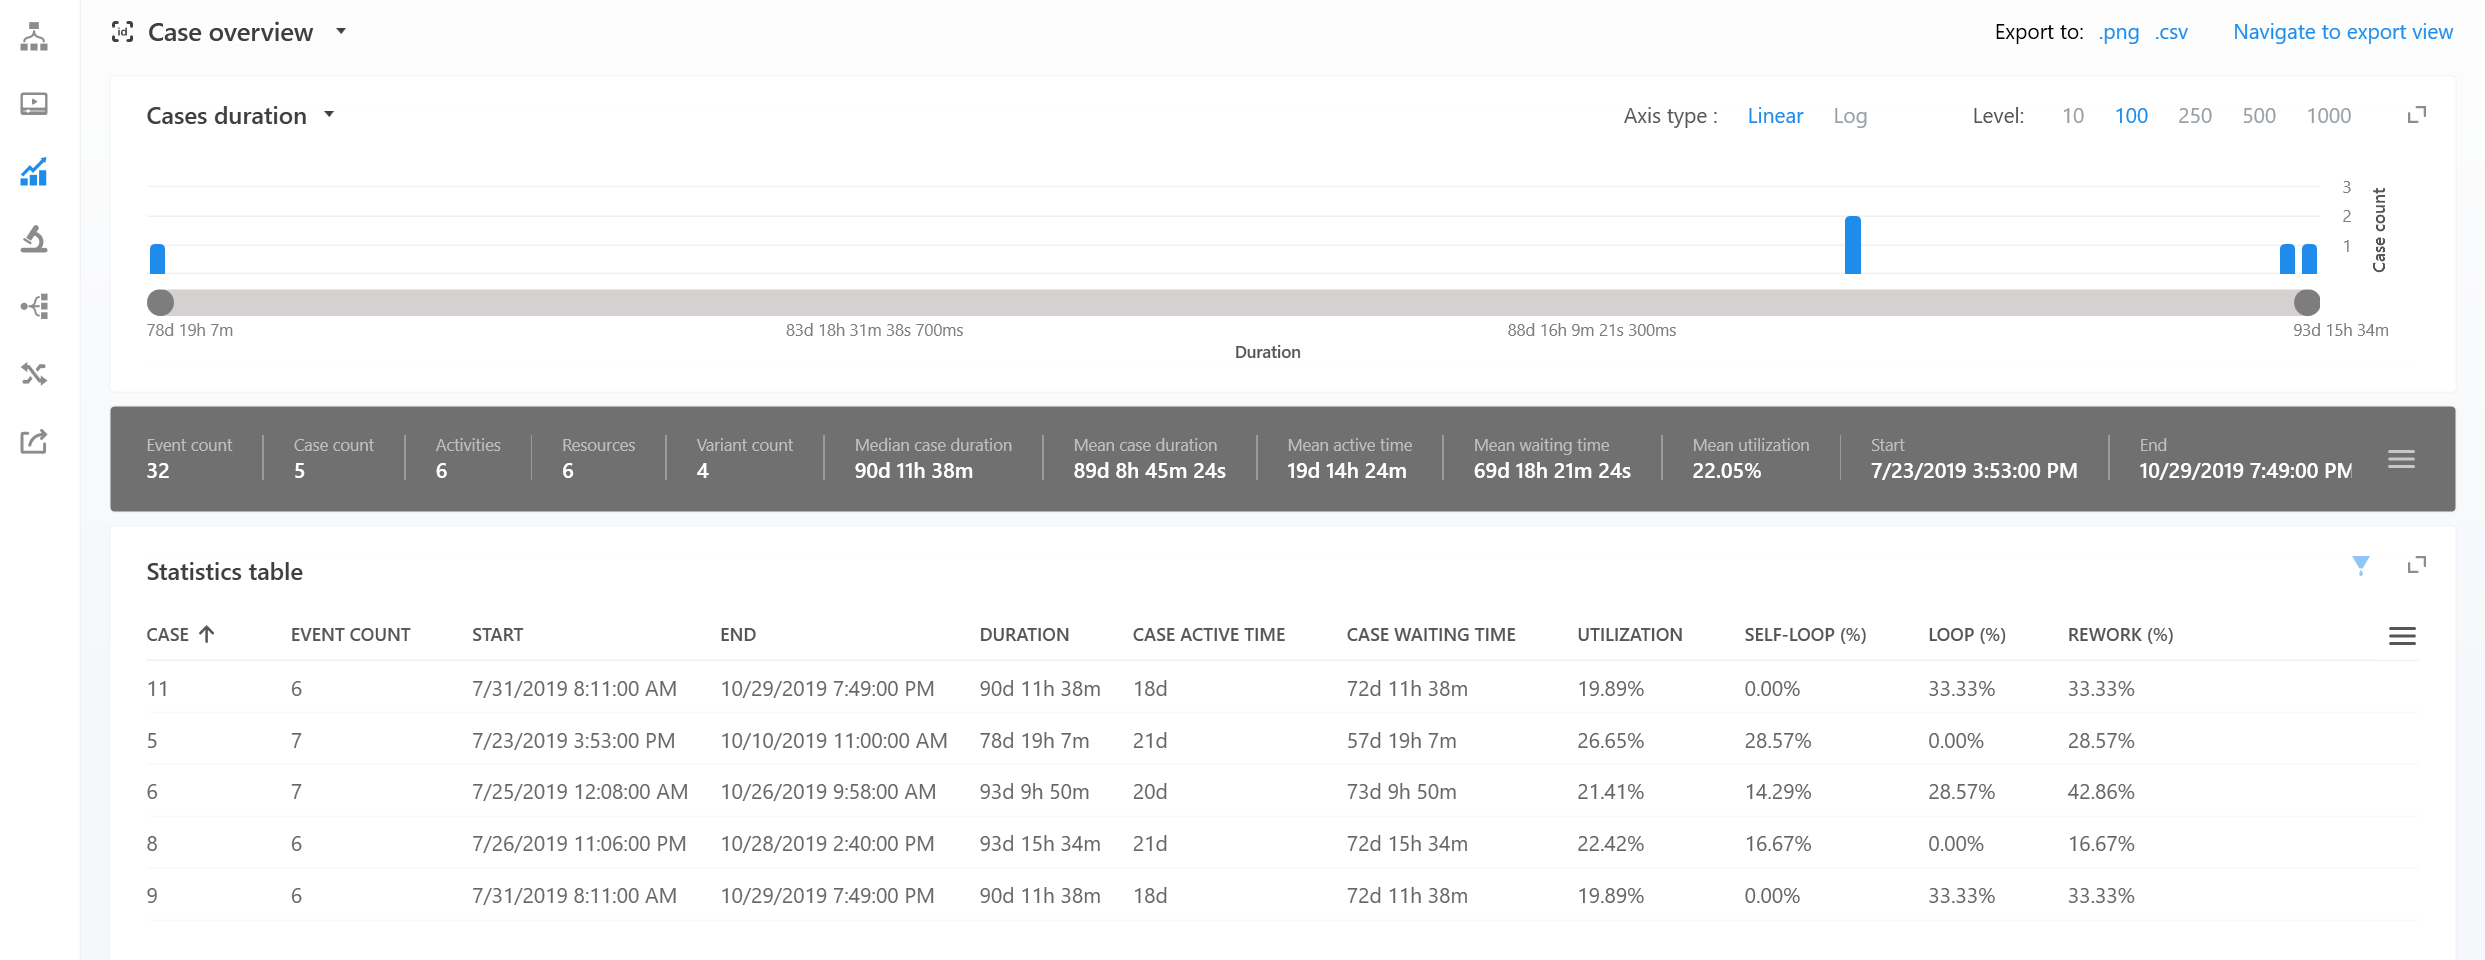 id Case overview Export to: .png .csv Navigate to export view
Cases duration Axis type : Linear Log Level: 10 100 250 500 1000
3
2
1
Case count
78d 19h 7m 83d 18h 31m 38s 700ms 88d 16h 9m 21s 300ms 93d 15h 34m
Duration
Event count Case count Activities Resources Variant count Median case duration Mean case duration Mean active time Mean waiting time Mean utilization Start End
32 5 6 6 4 90d 11h 38m 89d 8h 45m 24s 19d 14h 24m 69d 18h 21m 24s 22.05% 7/23/2019 3:53:00 PM 10/29/2019 7:49:00 PM
Statistics table
CASE EVENT COUNT START END DURATION CASE ACTIVE TIME CASE WAITING TIME UTILIZATION SELF-LOOP (%) LOOP (%) REWORK (%)
11 6 7/31/2019 8:11:00 AM 10/29/2019 7:49:00 PM 90d 11h 38m 18d 72d 11h 38m 19.89% 0.00% 33.33% 33.33%
5 7 7/23/2019 3:53:00 PM 10/10/2019 11:00:00 AM 78d 19h 7m 21d 57d 19h 7m 26.65% 28.57% 0.00% 28.57%
6 7 7/25/2019 12:08:00 AM 10/26/2019 9:58:00 AM 93d 9h 50m 20d 73d 9h 50m 21.41% 14.29% 28.57% 42.86%
8 6 7/26/2019 11:06:00 PM 10/28/2019 2:40:00 PM 93d 15h 34m 21d 72d 15h 34m 22.42% 16.67% 0.00% 16.67%
9 6 7/31/2019 8:11:00 AM 10/29/2019 7:49:00 PM 90d 11h 38m 18d 72d 11h 38m 19.89% 0.00% 33.33% 33.33%